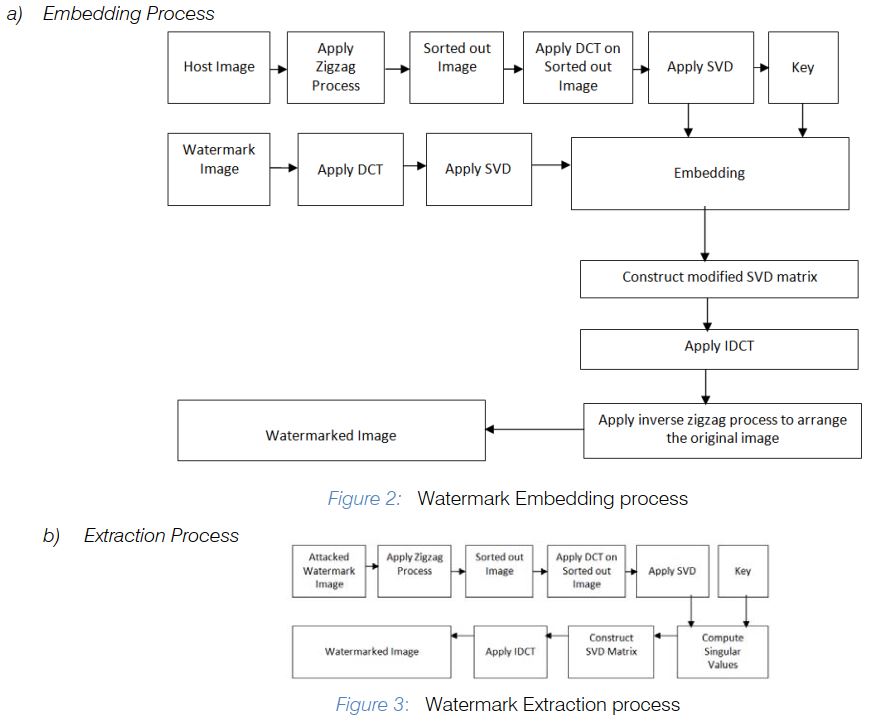 a) Embedding Process
Host Image
Apply
Zigzag
Process
Sorted out
Image
Apply DCT on
Sorted out
Image
Apply SVD
Key
Watermark
Image
Apply DCT
Apply SVD
Embedding
Construct modified SVD matrix
Apply IDCT
Apply inverse zigzag process to arrange
the original image
Watermarked Image
Figure 2: Watermark Embedding process
b) Extraction Process
Attacked
Watermark
Image
Apply Zigzag
Process
Sorted out
Image
Apply DCT on
Sorted out
Image
Apply SVD
Key
Watermarked Image
Apply IDCT
Construct
SVD Matrix
Compute
Singular
Values
Figure 3: Watermark Extraction process